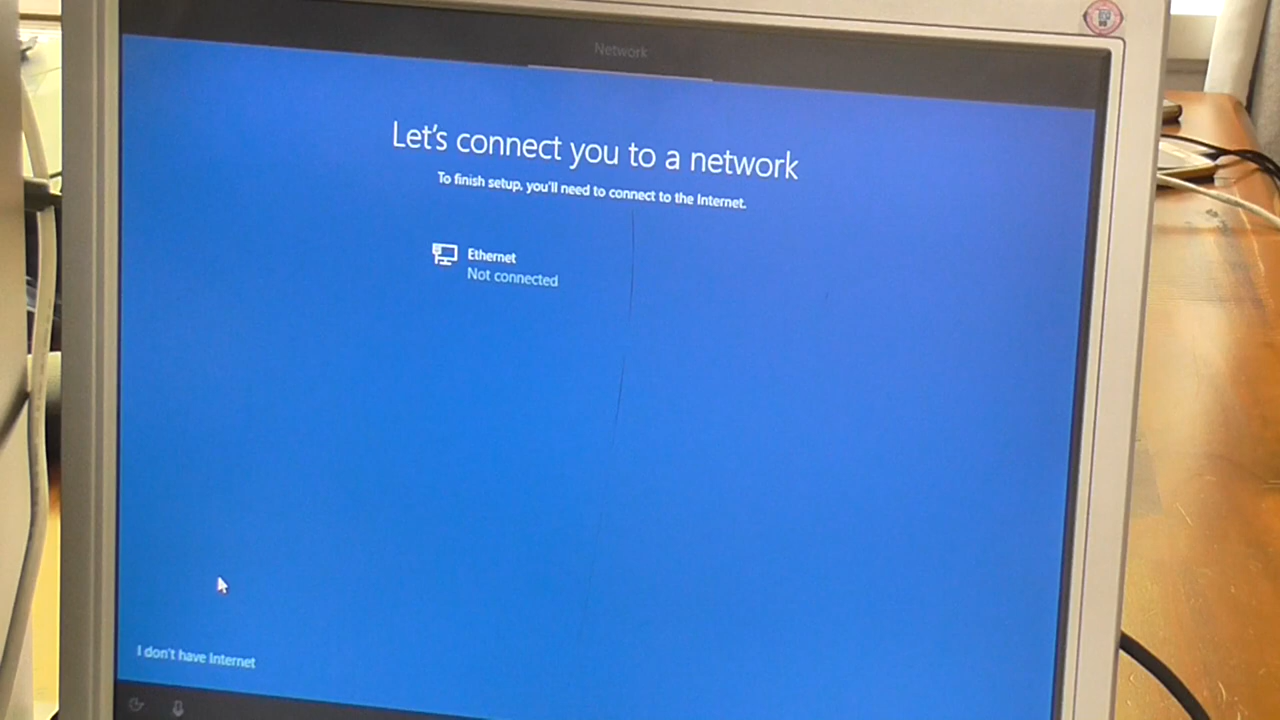 Network
Let's connect you to a network
To finish setup, you'll need to connect to the Internet.
Ethernet
Not connected
I don't have Internet